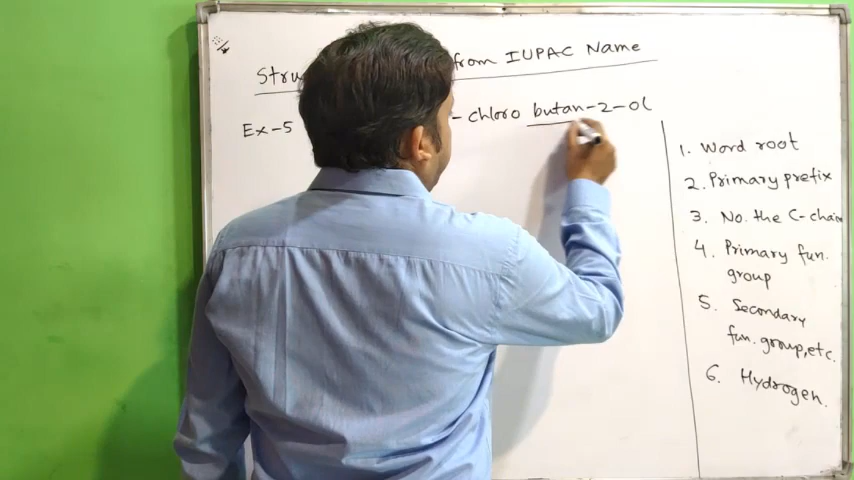 from IUPAC Name
Ex-5 - chloro butan-2-ol
1. Word root
2. Primary prefix
3. No. the C-chain
4. Primary fun.
group
5. Secondary
fun. group, etc.
6. Hydrogen.